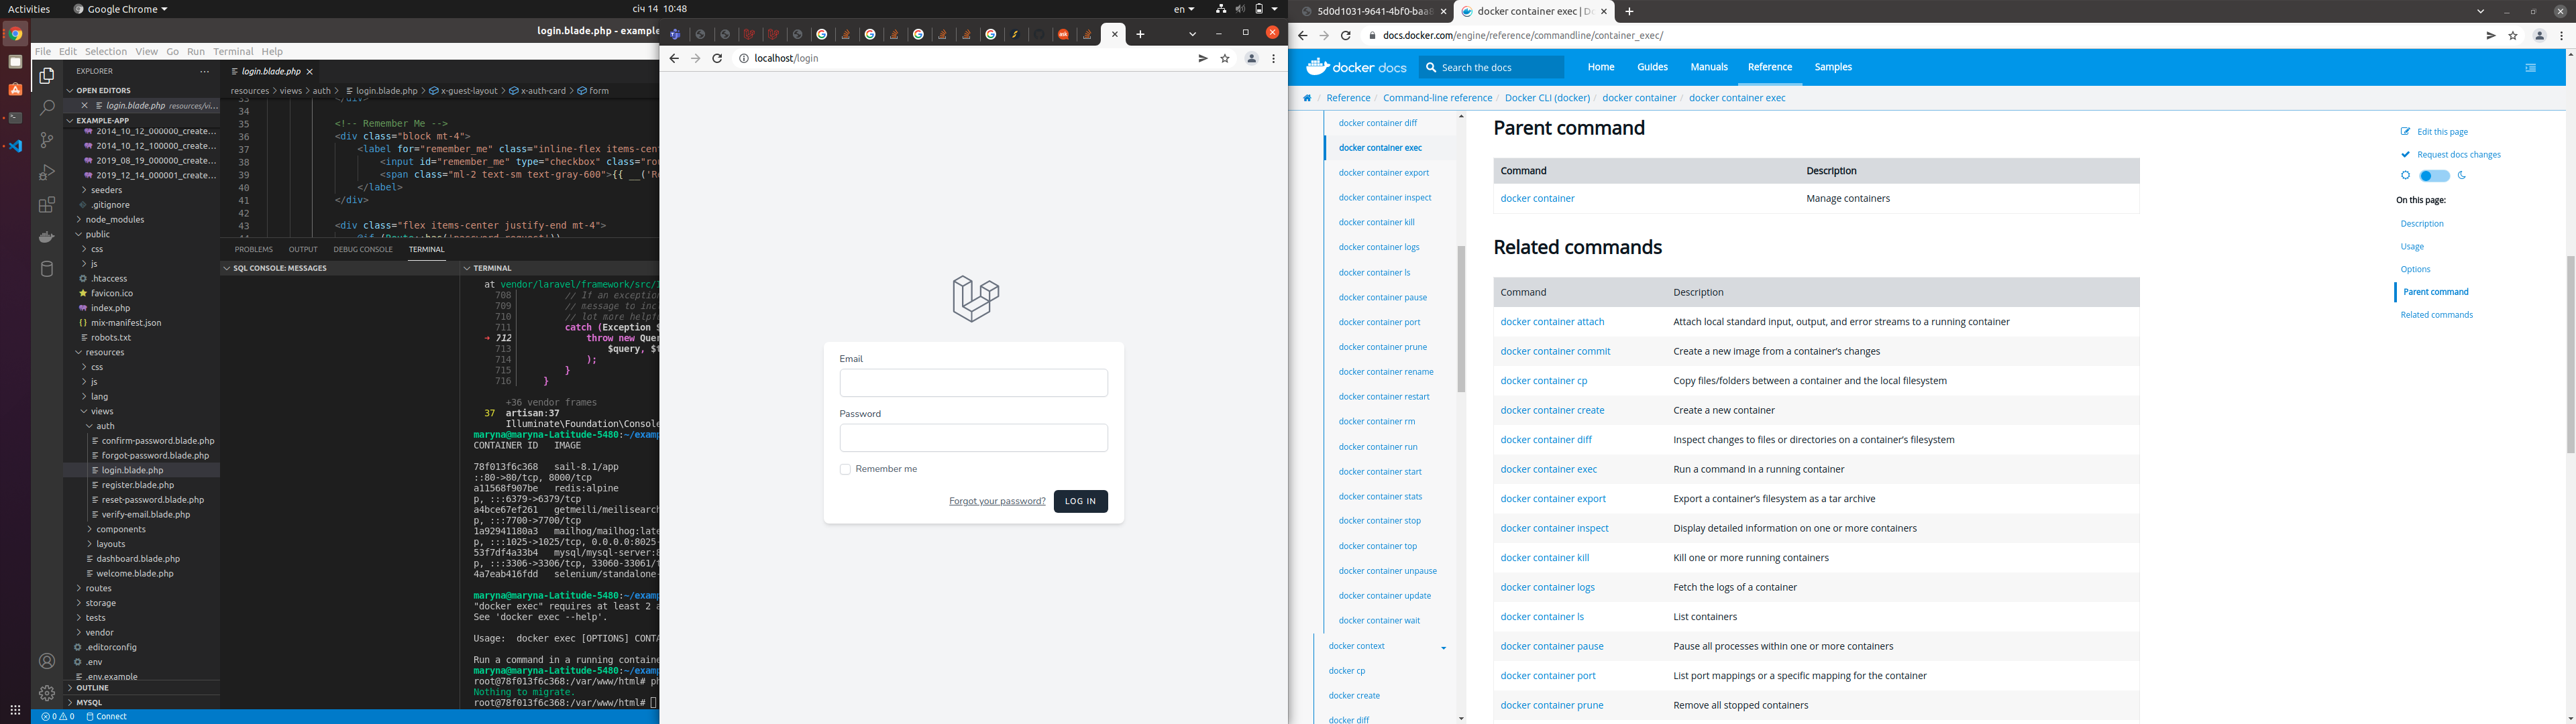 Activities
Google Chrome
січ 14 10:48
en
login.blade.php - example
File Edit Selection View Go Run Terminal Help
EXPLORER
OPEN EDITORS
login.blade.php resources/vi...
EXAMPLE-APP
2014_10_12_000000_create...
2014_10_12_100000_create...
2019_08_19_000000_create...
2019_12_14_000001_create...
seeders
.gitignore
node_modules
public
css
js
.htaccess
favicon.ico
index.php
mix-manifest.json
robots.txt
resources
css
js
lang
views
auth
confirm-password.blade.php
forgot-password.blade.php
login.blade.php
register.blade.php
reset-password.blade.php
verify-email.blade.php
components
layouts
dashboard.blade.php
welcome.blade.php
routes
storage
tests
vendor
.editorconfig
.env
.env.example
OUTLINE
MYSQL
0 0 Connect
login.blade.php
resources > views > auth > login.blade.php > x-guest-layout > x-auth-card > form
33 </div>
34
35 <!-- Remember Me -->
36 <div class="block mt-4">
37 <label for="remember_me" class="inline-flex items-cen
38 <input id="remember_me" type="checkbox" class="rou
39 <span class="ml-2 text-sm text-gray-600">{{ __('Re
40 </label>
41 </div>
42
43 <div class="flex items-center justify-end mt-4">
PROBLEMS OUTPUT DEBUG CONSOLE TERMINAL
SQL CONSOLE: MESSAGES
TERMINAL
at vendor/laravel/framework/src/I
708 // If an exception
709 // message to incl
710 // lot more helpfu
711 catch (Exception $
712 throw new Quer
713 $query, $t
714 );
715 }
716 }
+36 vendor frames
37 artisan:37
Illuminate\Foundation\Console
maryna@maryna-Latitude-5480:~/examp
CONTAINER ID IMAGE
78f013f6c368 sail-8.1/app
::80->80/tcp, 8000/tcp
a11568f907be redis:alpine
p, :::6379->6379/tcp
a4bce67ef261 getmeili/meilisearch
p, :::7700->7700/tcp
1a92941180a3 mailhog/mailhog:late
p, :::1025->1025/tcp, 0.0.0.0:8025-
53f7df4a33b4 mysql/mysql-server:8
p, :::3306->3306/tcp, 33060-33061/t
4a7eab416fdd selenium/standalone-
maryna@maryna-Latitude-5480:~/examp
"docker exec" requires at least 2 a
See 'docker exec --help'.
Usage: docker exec [OPTIONS] CONTA
Run a command in a running containe
maryna@maryna-Latitude-5480:~/examp
root@78f013f6c368:/var/www/html# ph
Nothing to migrate.
root@78f013f6c368:/var/www/html#
localhost/login
Email
Password
Remember me
Forgot your password?
LOG IN
5d0d1031-9641-4bf0-baa8
docker container exec | Do
docs.docker.com/engine/reference/commandline/container_exec/
docker docs
Search the docs
Home Guides Manuals Reference Samples
/ Reference / Command-line reference / Docker CLI (docker) / docker container / docker container exec
docker container diff
docker container exec
docker container export
docker container inspect
docker container kill
docker container logs
docker container ls
docker container pause
docker container port
docker container prune
docker container rename
docker container restart
docker container rm
docker container run
docker container start
docker container stats
docker container stop
docker container top
docker container unpause
docker container update
docker container wait
docker context
docker cp
docker create
docker diff
Parent command
Command Description
docker container Manage containers
Related commands
Command Description
docker container attach Attach local standard input, output, and error streams to a running container
docker container commit Create a new image from a container's changes
docker container cp Copy files/folders between a container and the local filesystem
docker container create Create a new container
docker container diff Inspect changes to files or directories on a container's filesystem
docker container exec Run a command in a running container
docker container export Export a container's filesystem as a tar archive
docker container inspect Display detailed information on one or more containers
docker container kill Kill one or more running containers
docker container logs Fetch the logs of a container
docker container ls List containers
docker container pause Pause all processes within one or more containers
docker container port List port mappings or a specific mapping for the container
docker container prune Remove all stopped containers
Edit this page
Request docs changes
On this page:
Description
Usage
Options
Parent command
Related commands